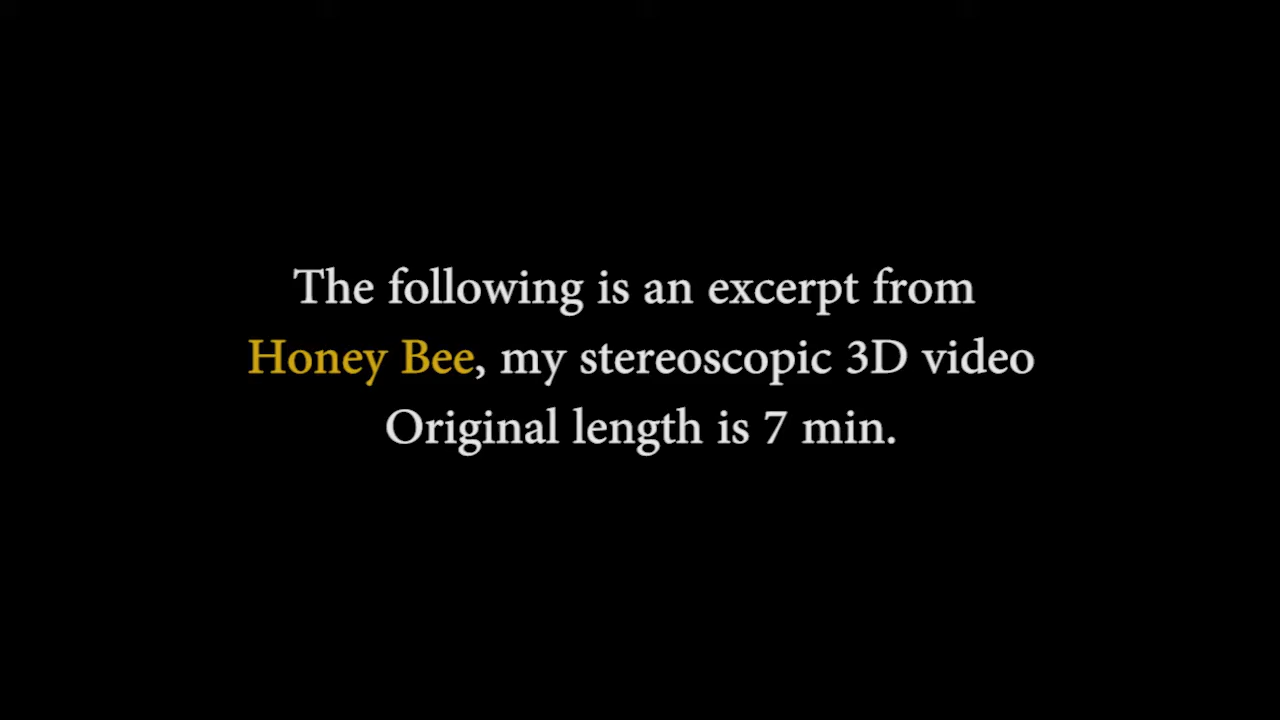 The following is an excerpt from
Honey Bee, my stereoscopic 3D video
Original length is 7 min.